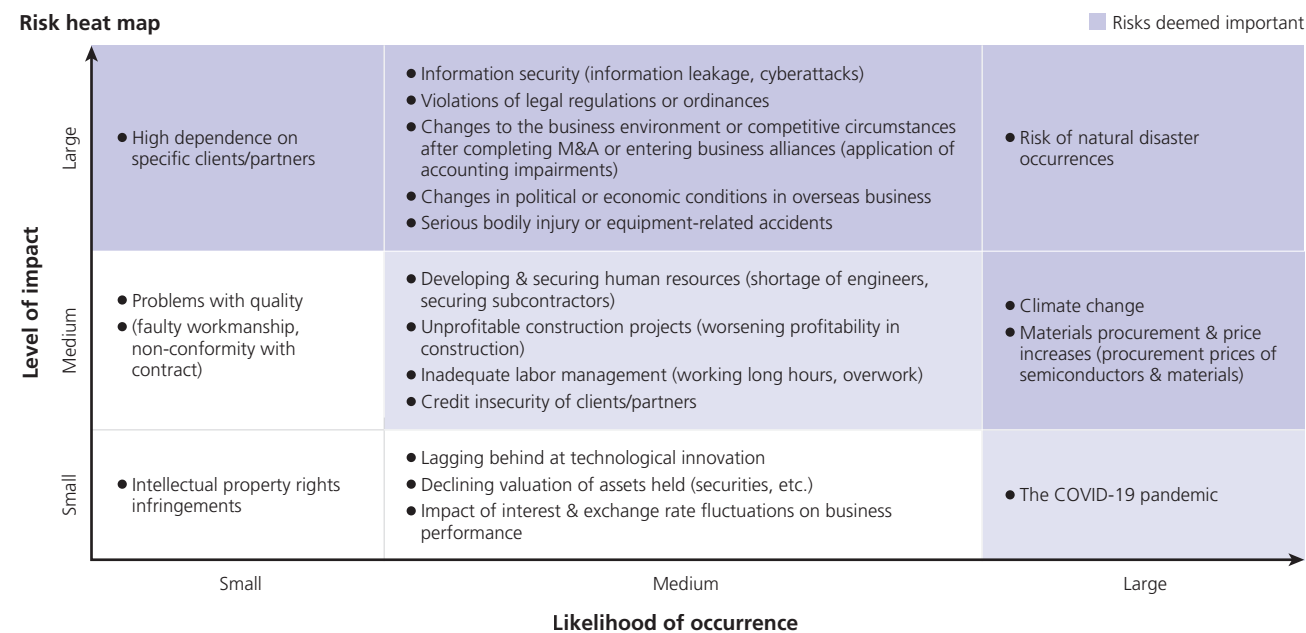 Risk heat map
Risks deemed important
Level of impact
Large
● High dependence on
specific clients/partners
● Information security (information leakage, cyberattacks)
● Violations of legal regulations or ordinances
● Changes to the business environment or competitive circumstances
after completing M&A or entering business alliances (application of
accounting impairments)
● Changes in political or economic conditions in overseas business
● Serious bodily injury or equipment-related accidents
● Risk of natural disaster
occurrences
Medium
● Problems with quality
● (faulty workmanship,
non-conformity with
contract)
● Developing & securing human resources (shortage of engineers,
securing subcontractors)
● Unprofitable construction projects (worsening profitability in
construction)
● Inadequate labor management (working long hours, overwork)
● Credit insecurity of clients/partners
● Climate change
● Materials procurement & price
increases (procurement prices of
semiconductors & materials)
Small
● Intellectual property rights
infringements
● Lagging behind at technological innovation
● Declining valuation of assets held (securities, etc.)
● Impact of interest & exchange rate fluctuations on business
performance
● The COVID-19 pandemic
Small
Medium
Large
Likelihood of occurrence